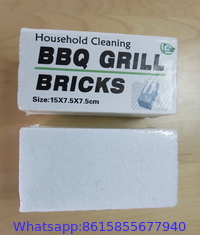 Household Cleaning
BBQ GRILL
BRICKS
Size:15X7.5X7.5cm
Whatsapp:8615855677940